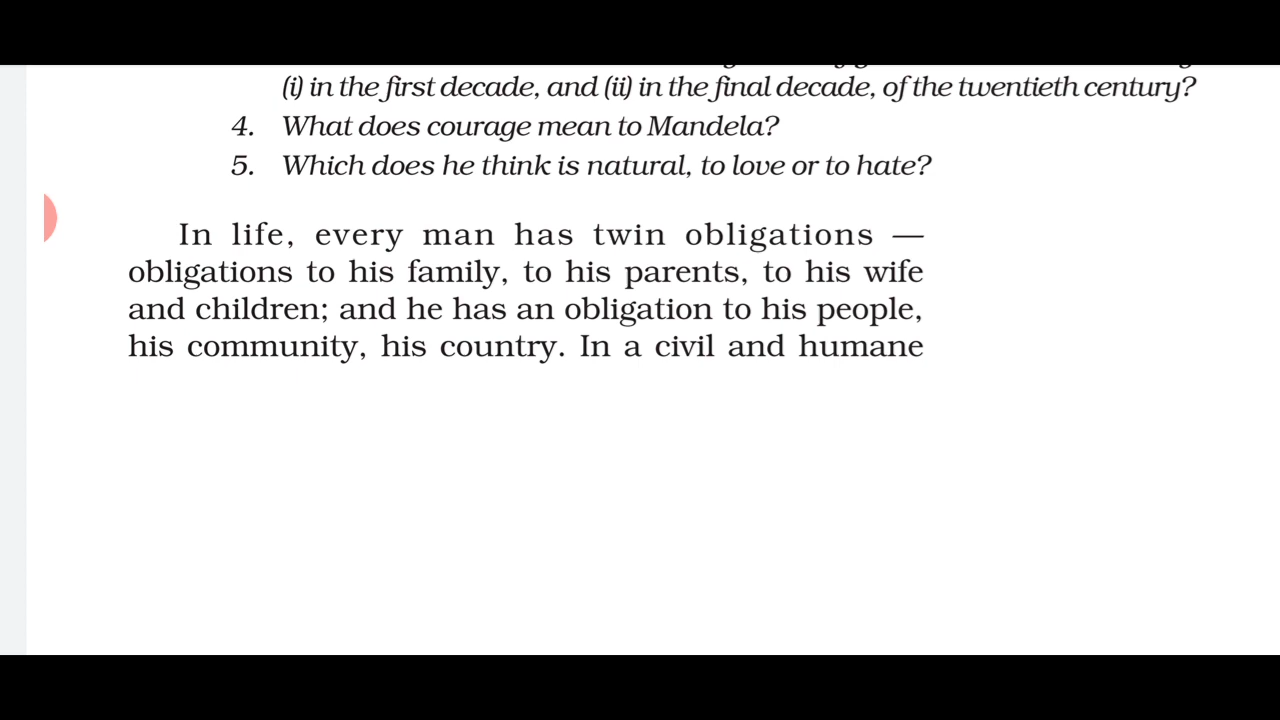 (i) in the first decade, and (ii) in the final decade, of the twentieth century?
4. What does courage mean to Mandela?
5. Which does he think is natural, to love or to hate?
In life, every man has twin obligations —
obligations to his family, to his parents, to his wife
and children; and he has an obligation to his people,
his community, his country. In a civil and humane